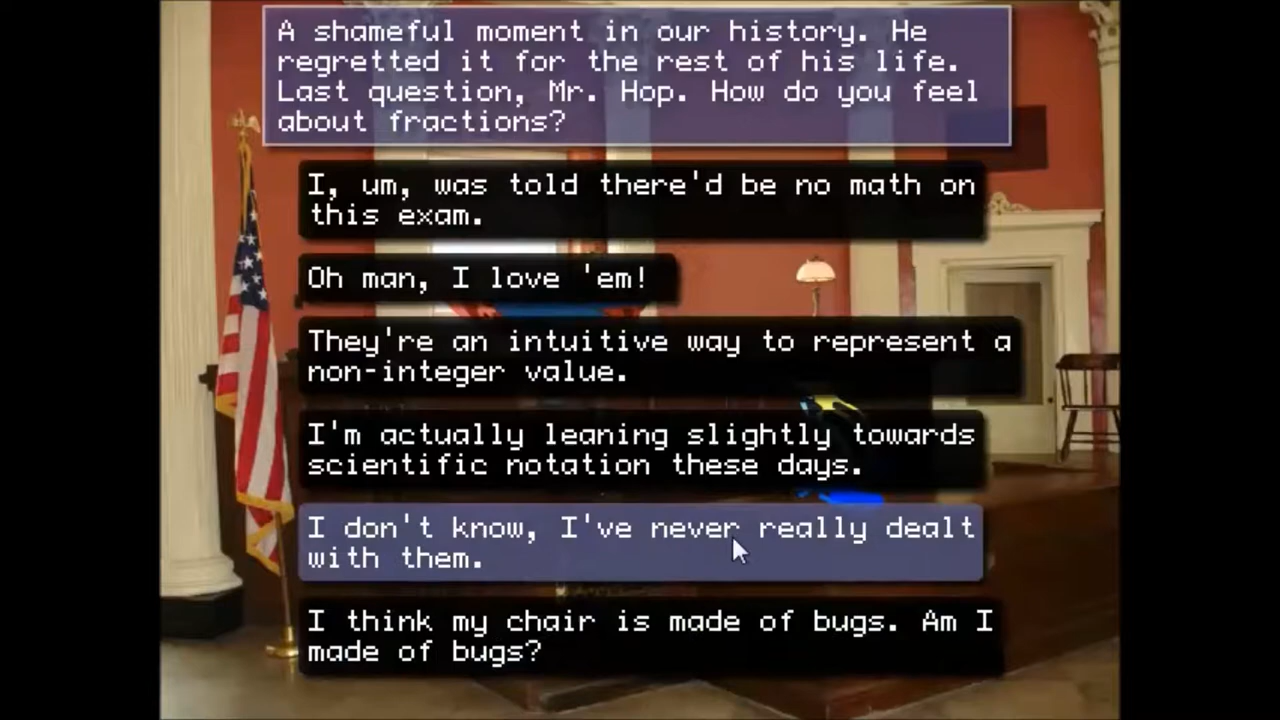 A shameful moment in our history. He
regretted it for the rest of his life.
Last question, Mr. Hop. How do you feel
about fractions?
I, um, was told there'd be no math on
this exam.
Oh man, I love 'em!
They're an intuitive way to represent a
non-integer value.
I'm actually leaning slightly towards
scientific notation these days.
I don't know, I've never really dealt
with them.
I think my chair is made of bugs. Am I
made of bugs?